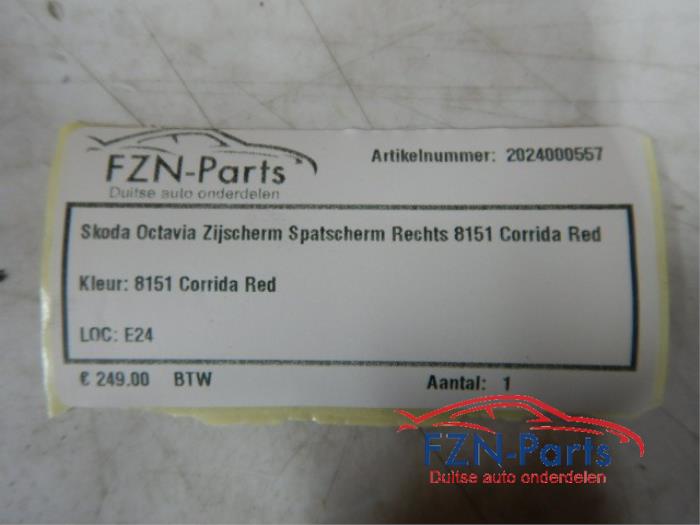 FZN-Parts
Duitse auto onderdelen
Artikelnummer: 2024000557
Skoda Octavia Zijscherm Spatscherm Rechts 8151 Corrida Red
Kleur: 8151 Corrida Red
LOC: E24
€ 249.00 BTW
Aantal: 1
FZN-Parts
Duitse auto onderdelen